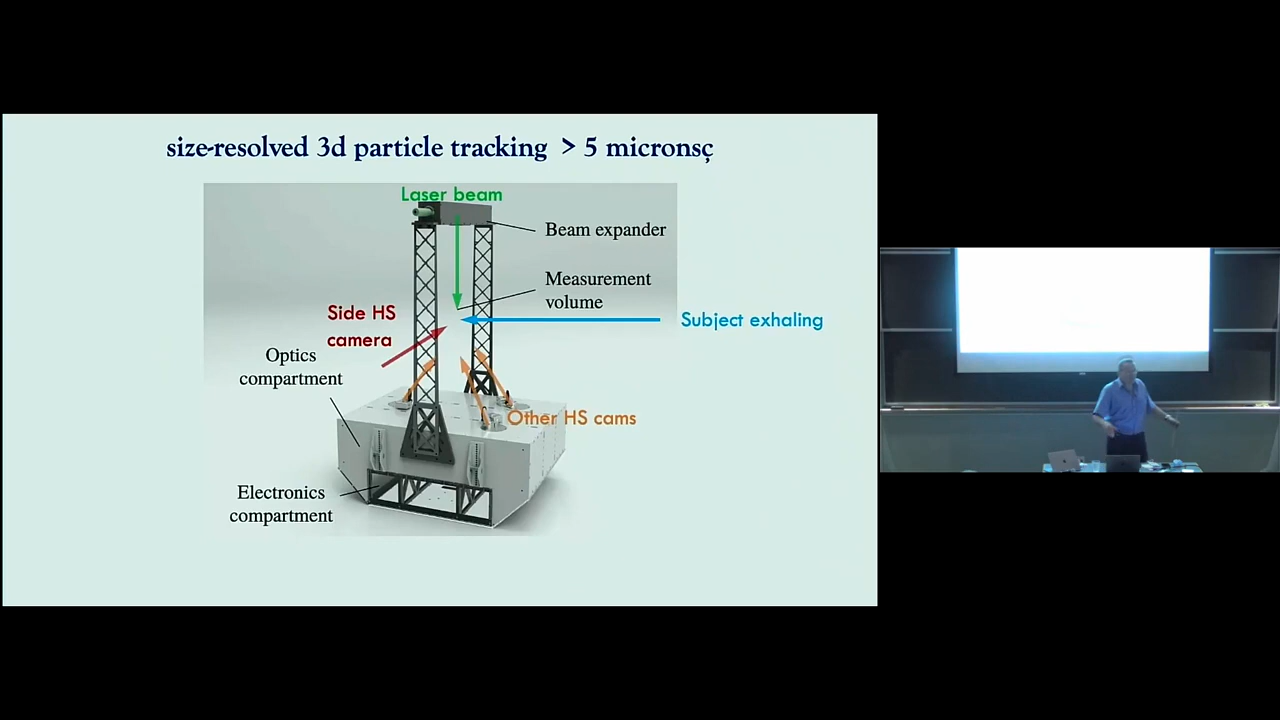 size-resolved 3d particle tracking > 5 micronsç
Laser beam
Beam expander
Measurement
volume
Side HS
camera
Subject exhaling
Optics
compartment
Other HS cams
Electronics
compartment